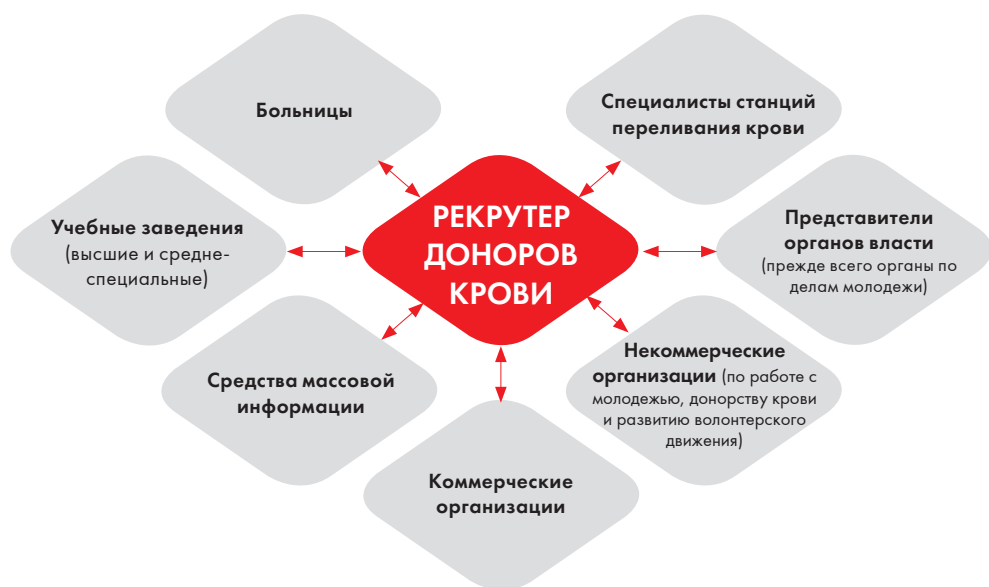 Больницы
Специалисты станций
переливания крови
Учебные заведения
(высшие и средне-
специальные)
РЕКРУТЕР
ДОНОРОВ
КРОВИ
Представители
органов власти
(прежде всего органы по
делам молодежи)
Средства массовой
информации
Некоммерческие
организации (по работе с
молодежью, донорству крови
и развитию волонтерского
движения)
Коммерческие
организации